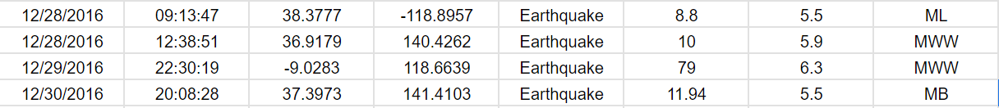 12/28/2016 09:13:47 38.3777 -118.8957 Earthquake 8.8 5.5 ML
12/28/2016 12:38:51 36.9179 140.4262 Earthquake 10 5.9 MWW
12/29/2016 22:30:19 -9.0283 118.6639 Earthquake 79 6.3 MWW
12/30/2016 20:08:28 37.3973 141.4103 Earthquake 11.94 5.5 MB